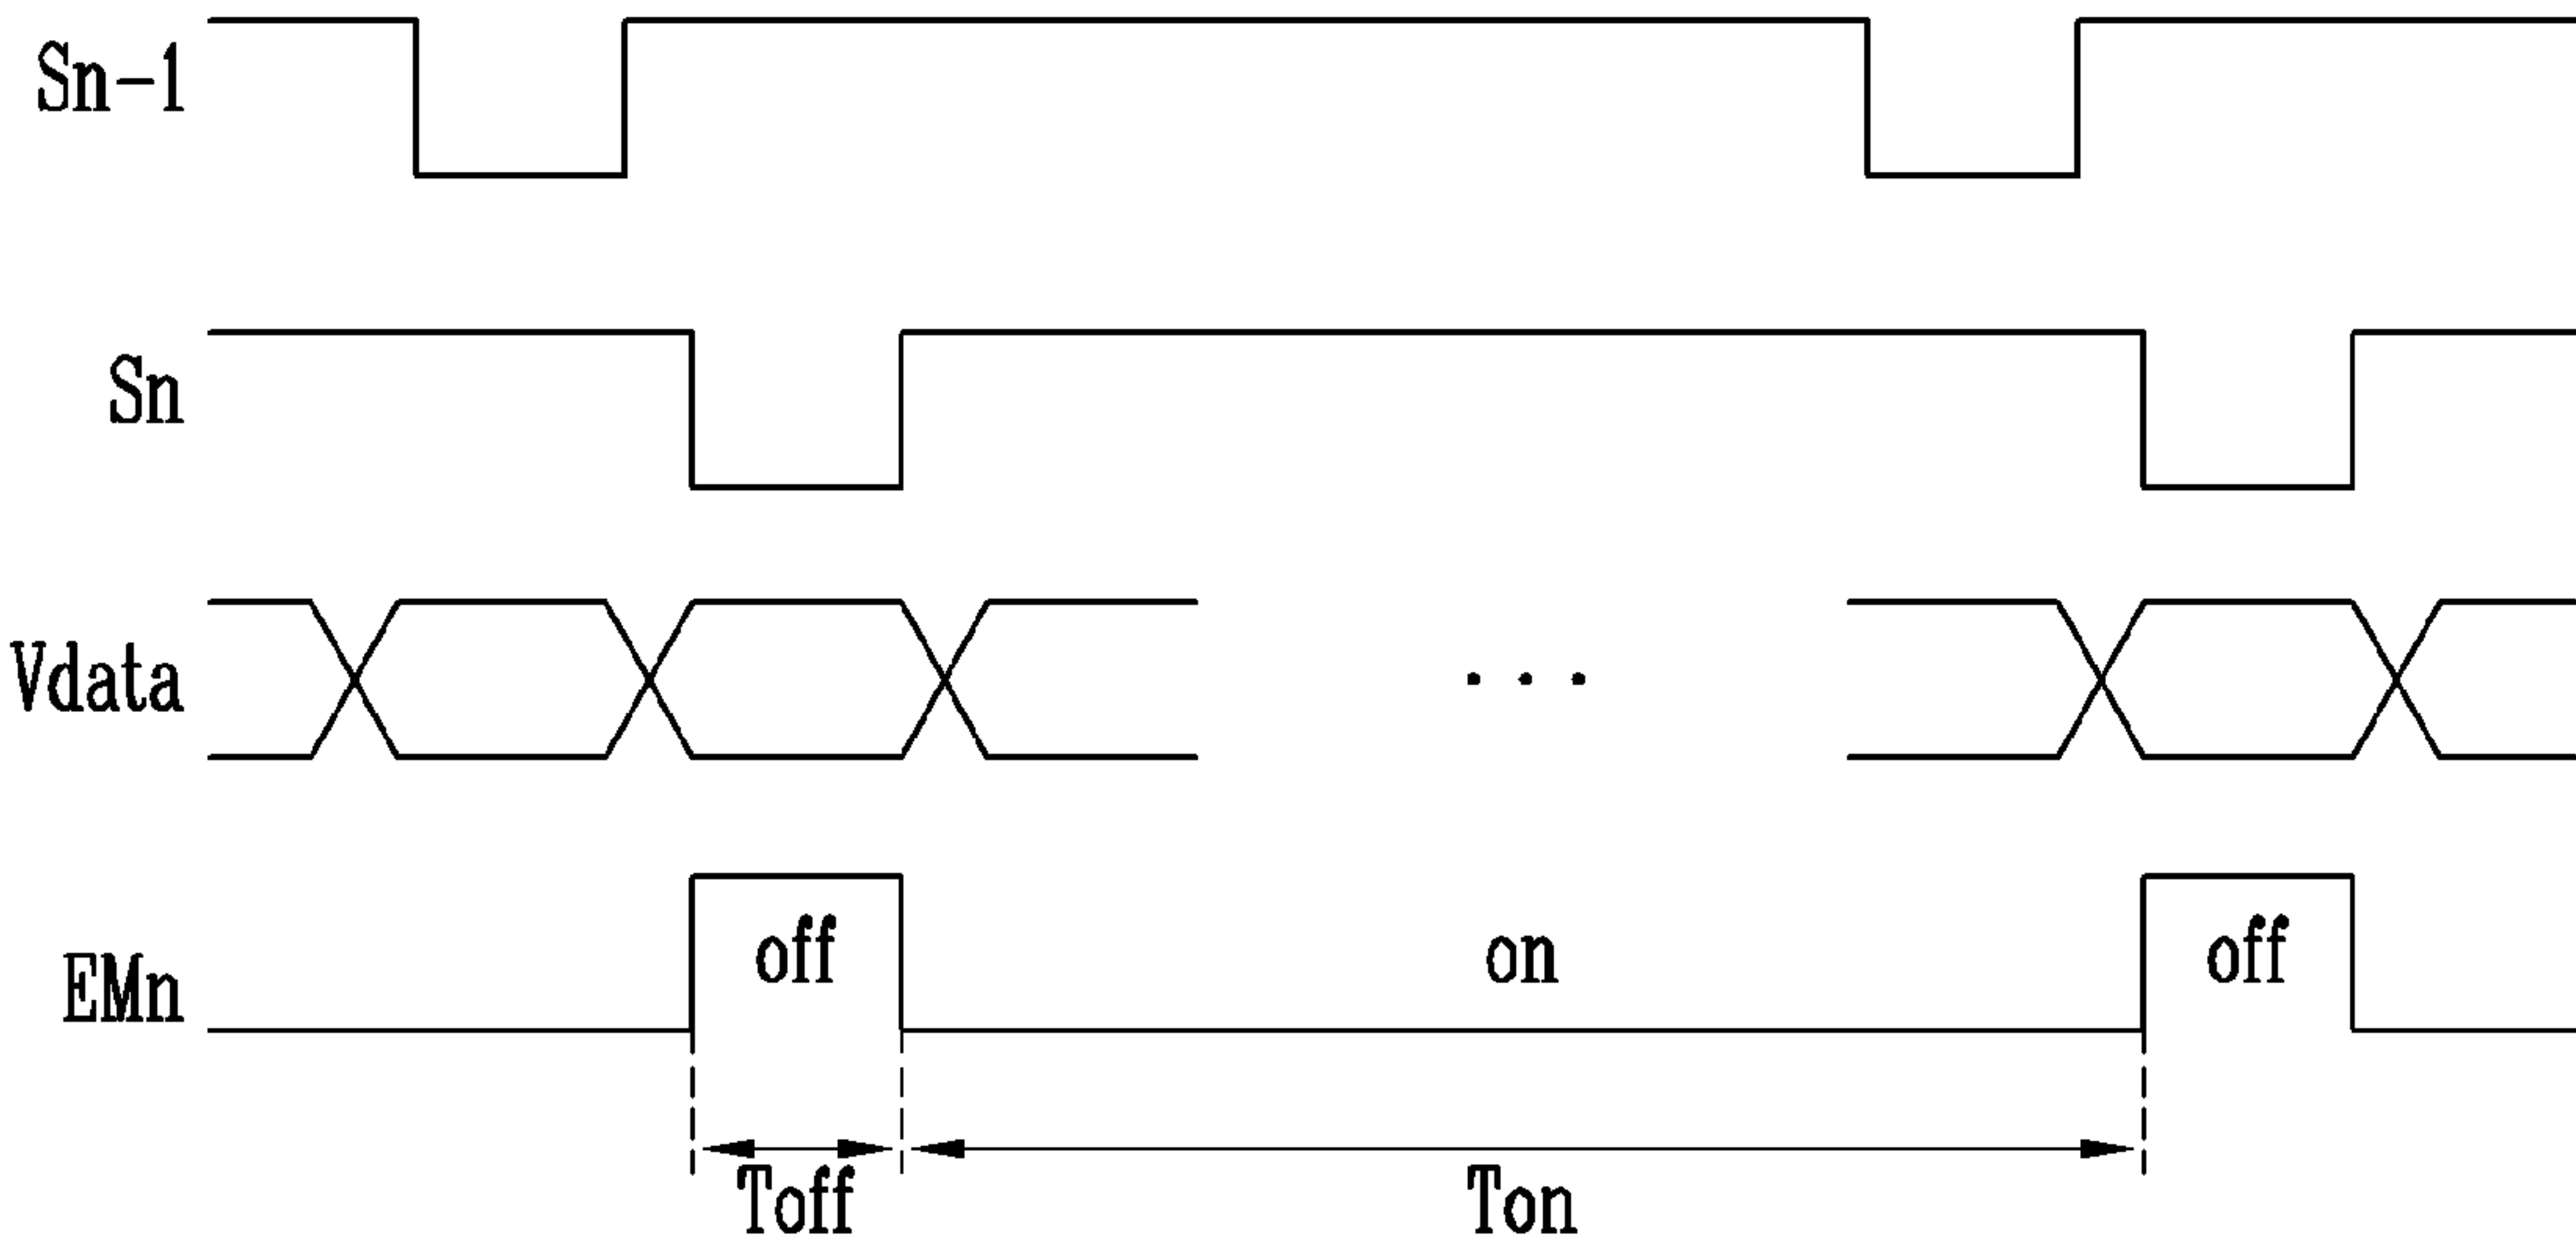 Sn-1
Sn
Vdata
. . .
EMn
off
on
off
Toff
Ton